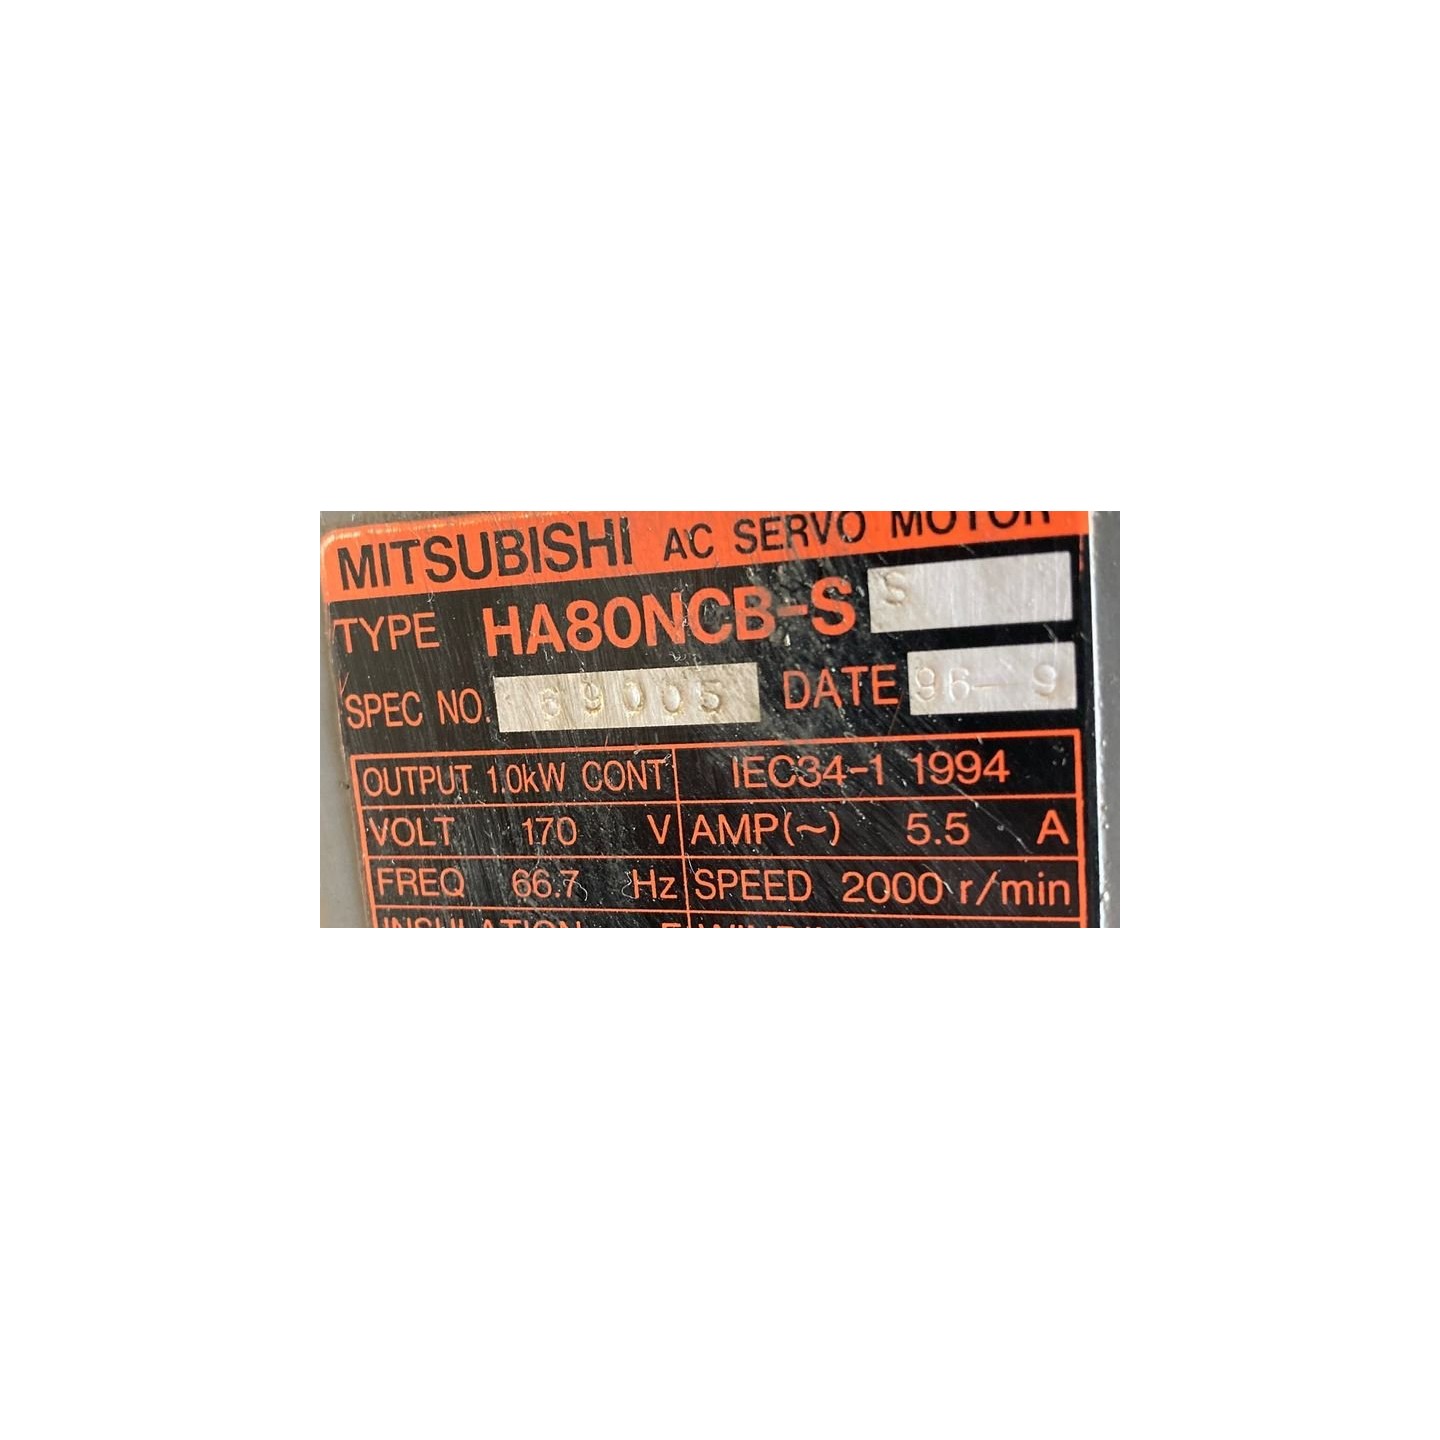 MITSUBISHI AC SERVO MOTOR
TYPE HA80NCB-S S
SPEC NO. 69005 DATE 96-9
OUTPUT 1.0kW CONT IEC34-1 1994
VOLT 170 V AMP(~) 5.5 A
FREQ 66.7 Hz SPEED 2000 r/min
INSULATION F